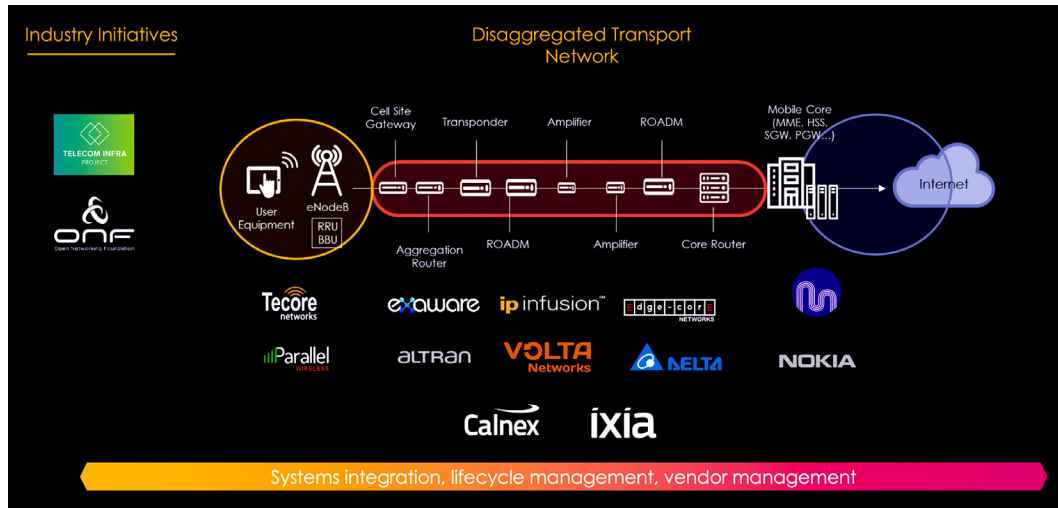 Industry Initiatives
Disaggregated Transport
Network
TELECOM INFRA
PROJECT
ONF
Open Networking Foundation
Cell Site
Gateway
Transponder
Amplifier
ROADM
Mobile Core
(MME, HSS,
SGW, PGW...)
User
Equipment
eNodeB
RRU
BBU
Aggregation
Router
ROADM
Amplifier
Core Router
Internet
Tecore
networks
exaware
ip infusion™
Edge-corE
NETWORKS
Parallel
WIRELESS
altran
VOLTA
Networks
DELTA
NOKIA
Calnex
ixia
Systems integration, lifecycle management, vendor management